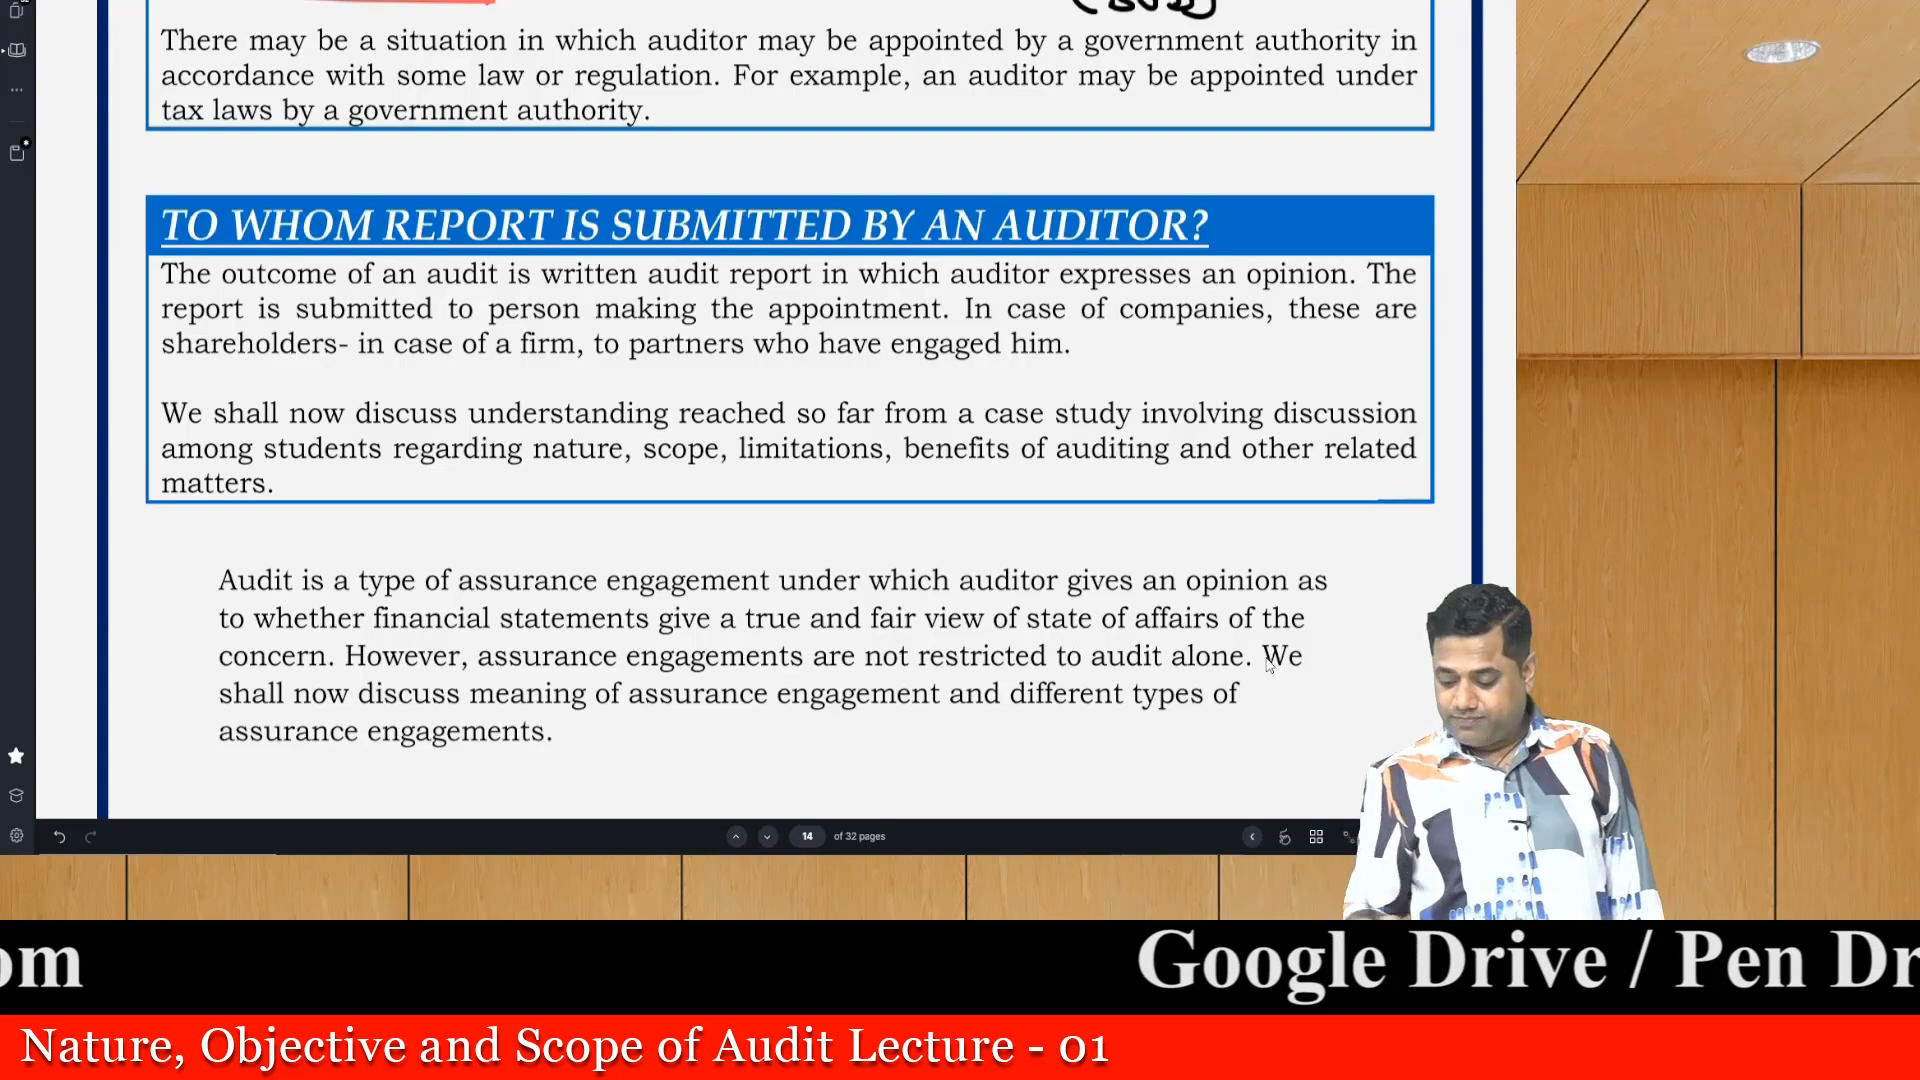 There may be a situation in which auditor may be appointed by a government authority in
accordance with some law or regulation. For example, an auditor may be appointed under
tax laws by a government authority.
TO WHOM REPORT IS SUBMITTED BY AN AUDITOR?
The outcome of an audit is written audit report in which auditor expresses an opinion. The
report is submitted to person making the appointment. In case of companies, these are
shareholders- in case of a firm, to partners who have engaged him.
We shall now discuss understanding reached so far from a case study involving discussion
among students regarding nature, scope, limitations, benefits of auditing and other related
matters.
Audit is a type of assurance engagement under which auditor gives an opinion as
to whether financial statements give a true and fair view of state of affairs of the
concern. However, assurance engagements are not restricted to audit alone. We
shall now discuss meaning of assurance engagement and different types of
assurance engagements.
14 of 32 pages
om Google Drive / Pen Dr
Nature, Objective and Scope of Audit Lecture - 01